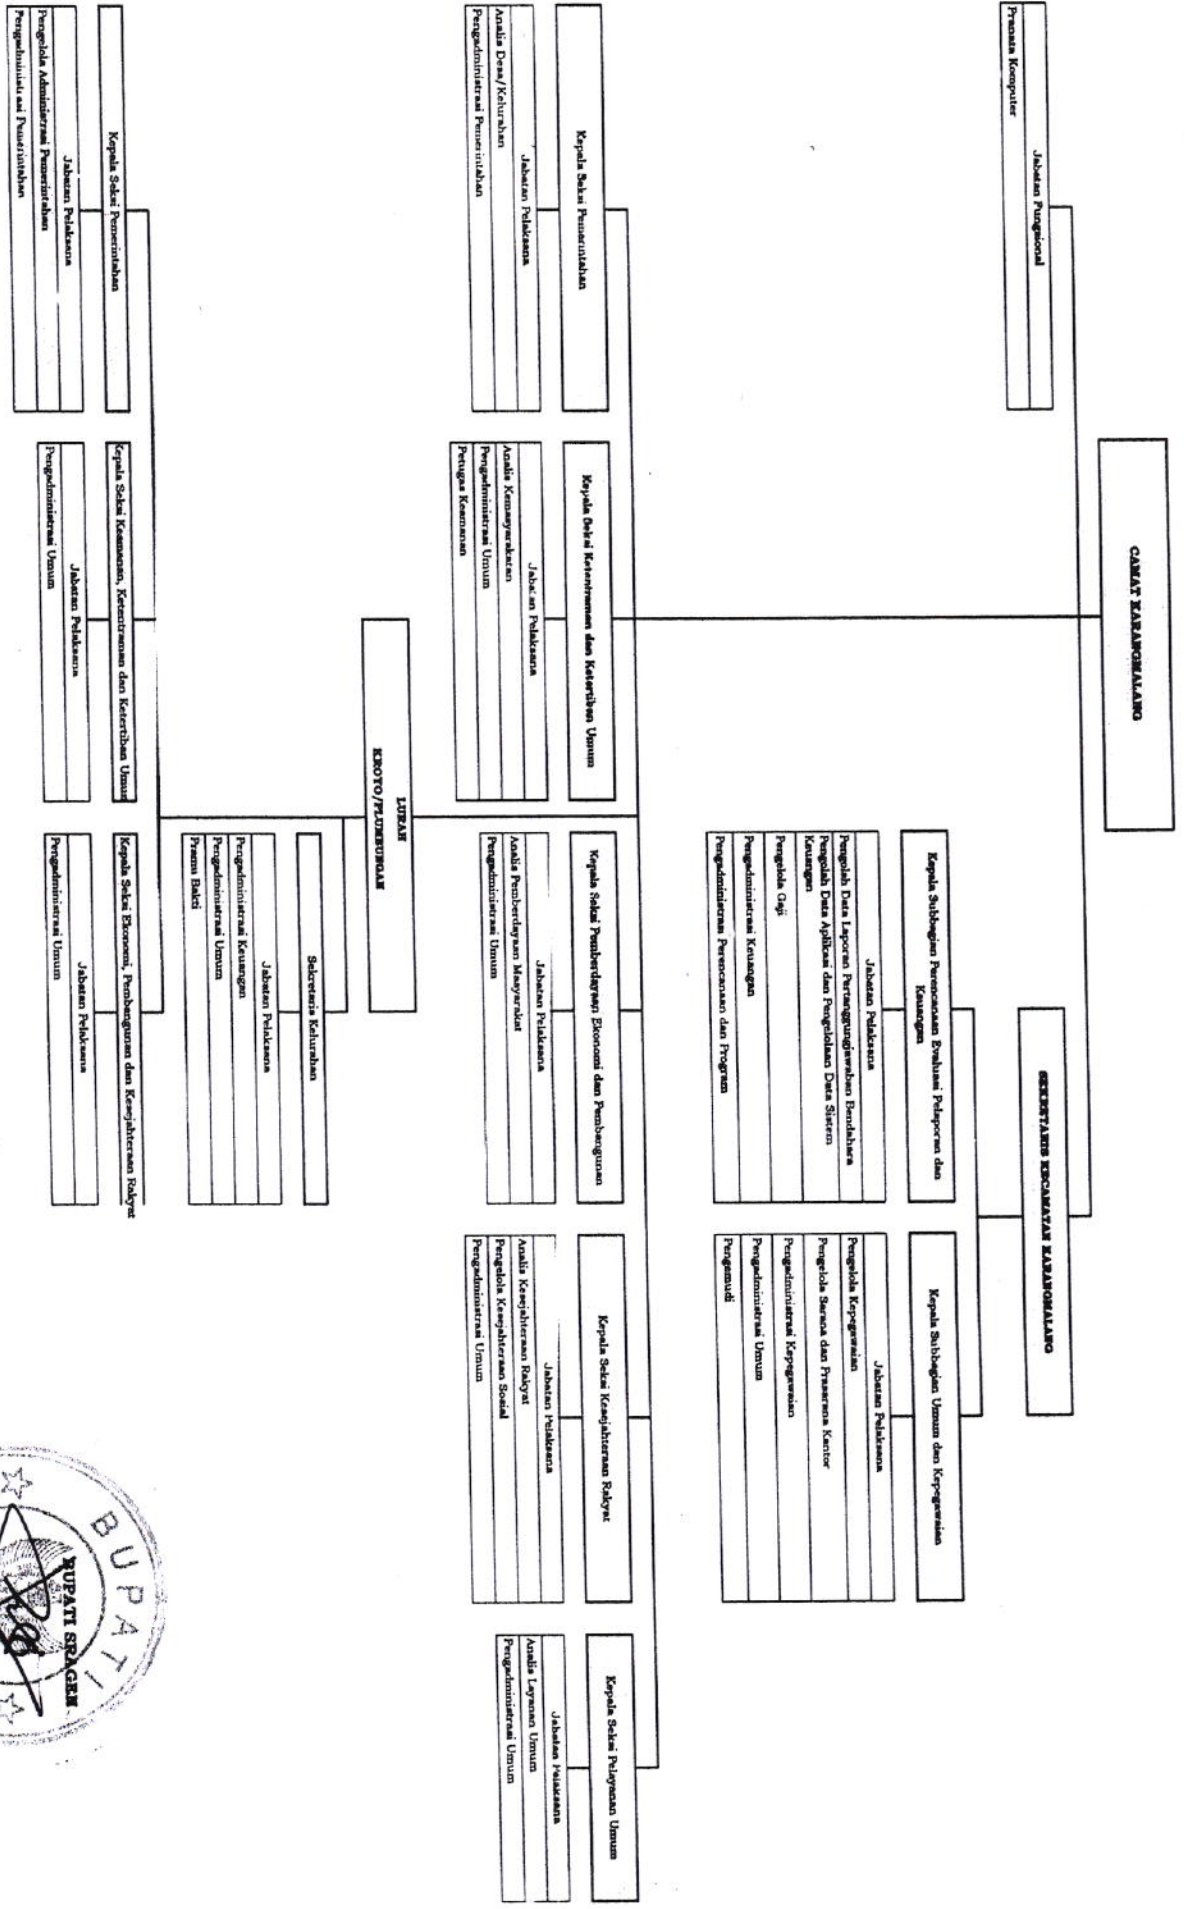 CAMAT KARANGMALANG
Jabatan Fungsional
Pranata Komputer
SEKRETARIS KECAMATAN KARANGMALANG
Kepala Subbagian Perencanaan Evaluasi Pelaporan dan
Keuangan
Jabatan Pelaksana
Pengolah Data Laporan Pertanggungjawaban Bendahara
Pengolah Data Aplikasi dan Pengelolaan Data Sistem
Keuangan
Pengelola Gaji
Pengadministrasi Keuangan
Pengadministrasi Perencanaan dan Program
Kepala Subbagian Umum dan Kepegawaian
Jabatan Pelaksana
Pengelola Kepegawaian
Pengelola Sarana dan Prasarana Kantor
Pengadministrasi Kepegawaian
Pengadministrasi Umum
Pengemudi
Kepala Seksi Pemerintahan
Jabatan Pelaksana
Analis Desa/Kelurahan
Pengadministrasi Pemerintahan
Kepala Seksi Ketentraman dan Ketertiban Umum
Jabatan Pelaksana
Analis Kemasyarakatan
Pengadministrasi Umum
Petugas Keamanan
Kepala Seksi Pemberdayaan Ekonomi dan Pembangunan
Jabatan Pelaksana
Analis Pemberdayaan Masyarakat
Pengadministrasi Umum
Kepala Seksi Kesejahteraan Rakyat
Jabatan Pelaksana
Analis Kesejahteraan Rakyat
Pengelola Kesejahteraan Sosial
Pengadministrasi Umum
Kepala Seksi Pelayanan Umum
Jabatan Pelaksana
Analis Layanan Umum
Pengadministrasi Umum
LURAH
KROYO/PLUMBUNGAN
Sekretaris Kelurahan
Jabatan Pelaksana
Pengadministrasi Keuangan
Pengadministrasi Umum
Pramu Bakti
Kepala Seksi Pemerintahan
Jabatan Pelaksana
Pengelola Administrasi Pemerintahan
Pengadministrasi Pemerintahan
Kepala Seksi Keamanan, Ketentraman dan Ketertiban Umum
Jabatan Pelaksana
Pengadministrasi Umum
Kepala Seksi Ekonomi, Pembangunan dan Kesejahteraan Rakyat
Jabatan Pelaksana
Pengadministrasi Umum
BUPATI
BUPATI SRAGEN